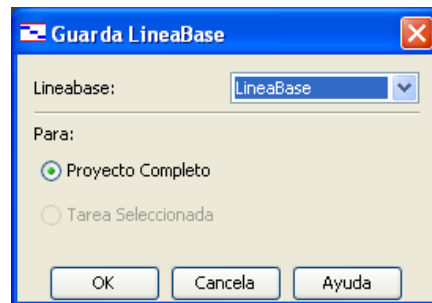 Guarda LineaBase
Lineabase: LineaBase
Para:
Proyecto Completo
Tarea Seleccionada
OK Cancela Ayuda